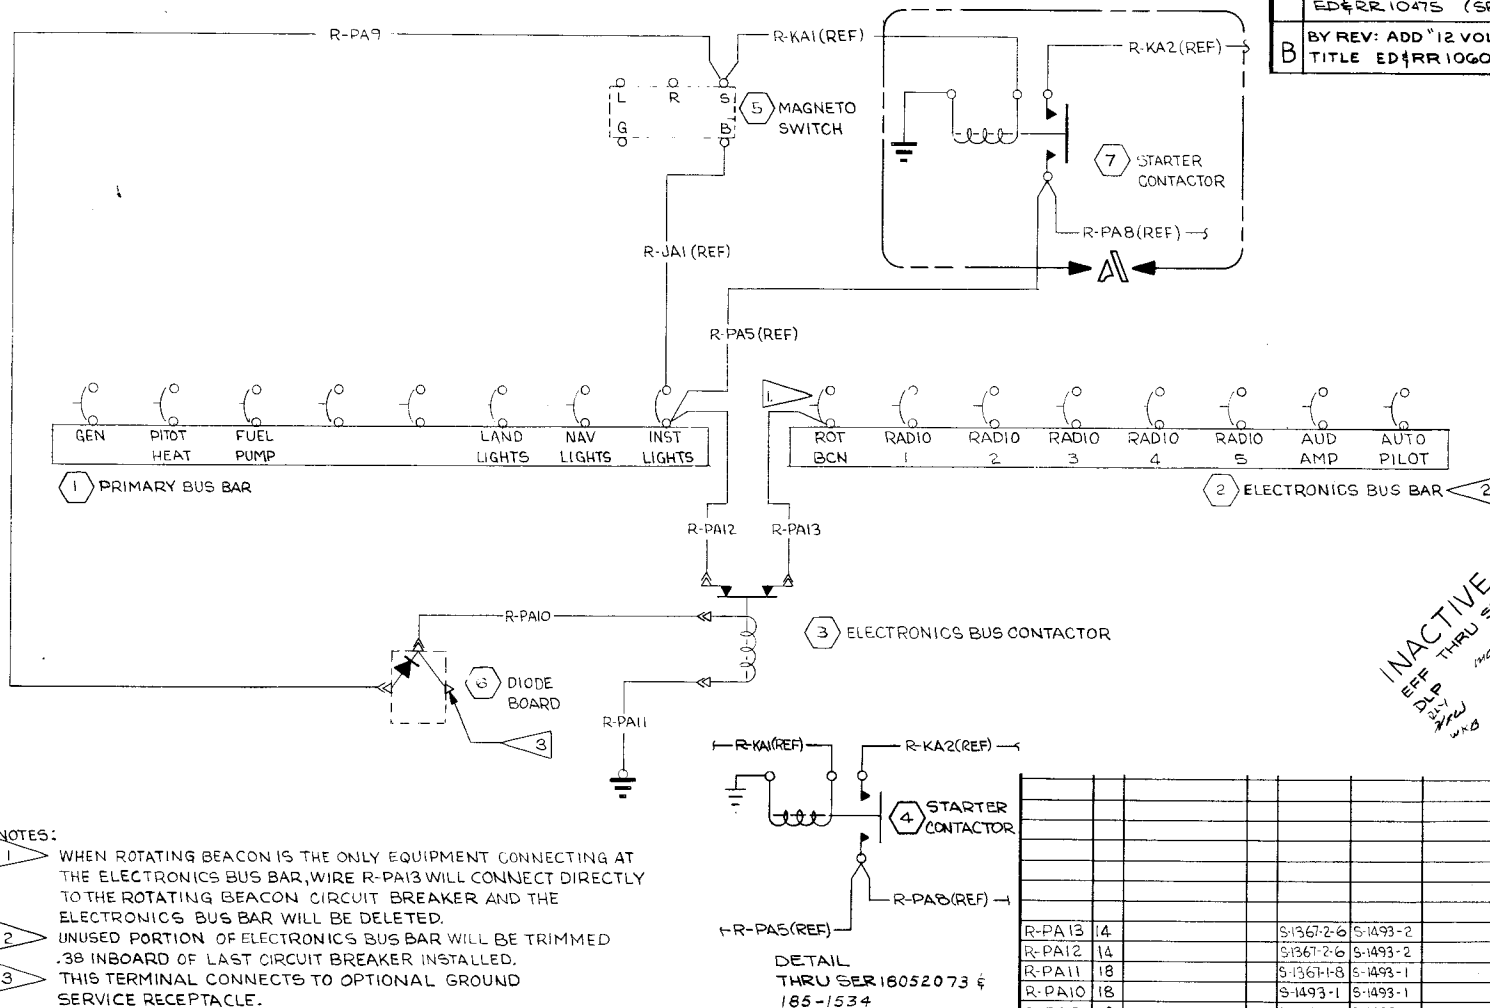 ED&RR 10475 (S
B BY REV: ADD "12 VOL
TITLE ED&RR 1060
R-PA9
R-KA1(REF)
R-KA2(REF)
L R S
G B
5 MAGNETO
SWITCH
7 STARTER
CONTACTOR
R-PA8(REF)
A
R-JA1(REF)
R-PA5(REF)
1
GEN
PITOT
HEAT
FUEL
PUMP
LAND
LIGHTS
NAV
LIGHTS
INST
LIGHTS
ROT
BCN
RADIO
1
RADIO
2
RADIO
3
RADIO
4
RADIO
5
AUD
AMP
AUTO
PILOT
1 PRIMARY BUS BAR
2 ELECTRONICS BUS BAR 2
R-PA12
R-PA13
R-PA10
3 ELECTRONICS BUS CONTACTOR
6 DIODE
BOARD
3
R-PA11
INACTIVE
EFF THRU
R-KA1(REF)
R-KA2(REF)
4 STARTER
CONTACTOR
R-PA8(REF)
R-PA5(REF)
DETAIL
THRU SER 18052073 &
185-1534
NOTES:
1 WHEN ROTATING BEACON IS THE ONLY EQUIPMENT CONNECTING AT
THE ELECTRONICS BUS BAR, WIRE R-PA13 WILL CONNECT DIRECTLY
TO THE ROTATING BEACON CIRCUIT BREAKER AND THE
ELECTRONICS BUS BAR WILL BE DELETED.
2 UNUSED PORTION OF ELECTRONICS BUS BAR WILL BE TRIMMED
.38 INBOARD OF LAST CIRCUIT BREAKER INSTALLED.
3 THIS TERMINAL CONNECTS TO OPTIONAL GROUND
SERVICE RECEPTACLE.
R-PA13 14 S-1367-2-6 S-1493-2
R-PA12 14 S-1367-2-6 S-1493-2
R-PA11 18 S-1367-1-8 S-1493-1
R-PA10 18 S-1493-1 S-1493-1